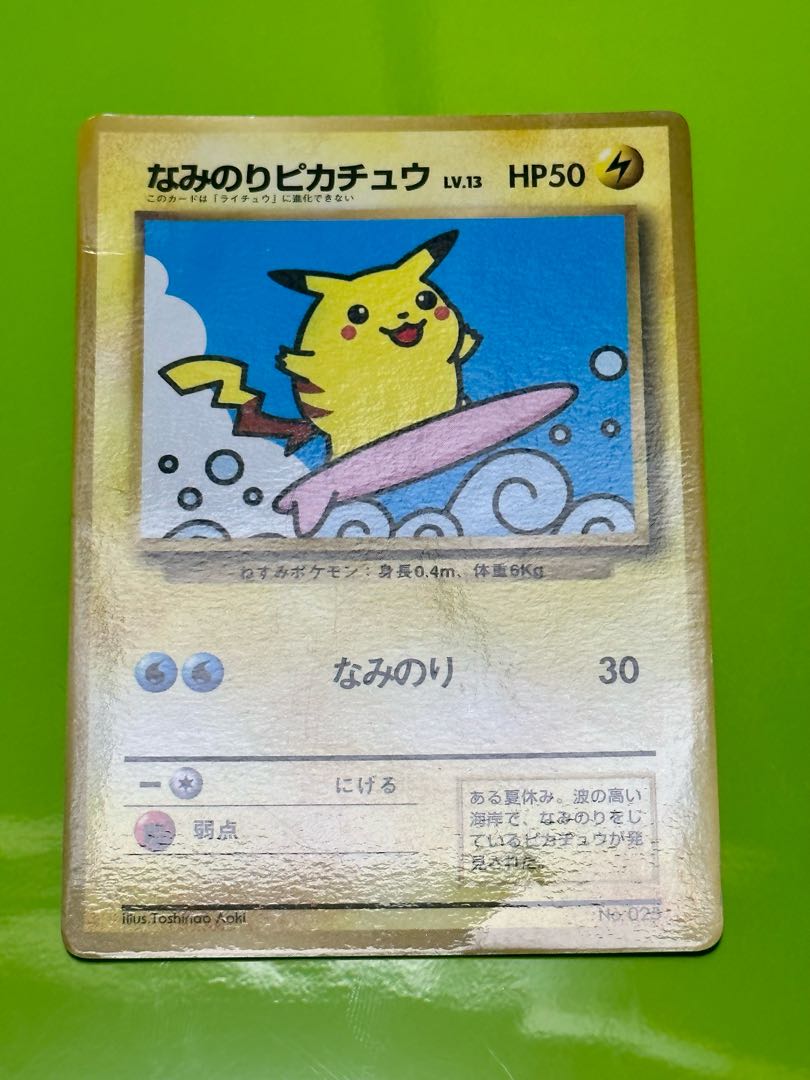 なみのりピカチュウ LV.13 HP50
このカードは「ライチュウ」に進化できない
ねずみポケモン：身長0.4m、体重6Kg
なみのり 30
にげる
弱点
ある夏休み。波の高い
海岸で、なみのりをし
ているピカチュウが発
見された。
illus.Toshinao Aoki
No.025